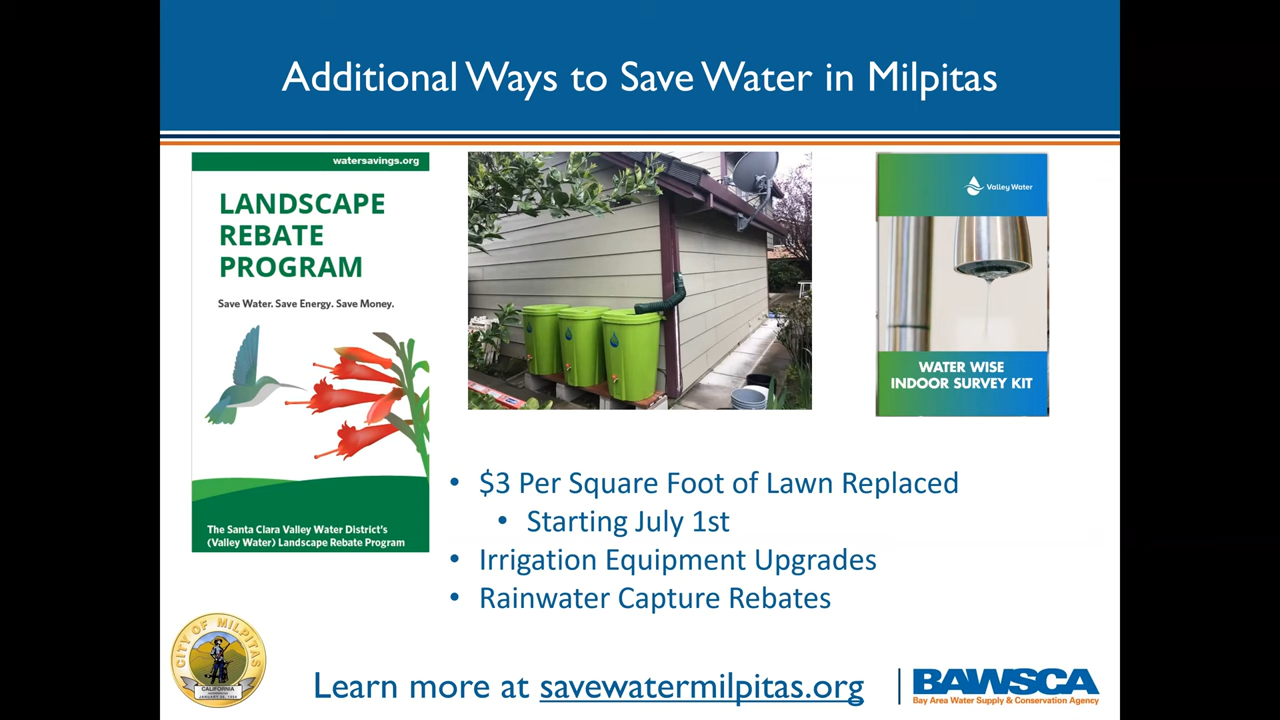 Additional Ways to Save Water in Milpitas
watersavings.org
LANDSCAPE
REBATE
PROGRAM
Save Water. Save Energy. Save Money.
The Santa Clara Valley Water District's
(Valley Water) Landscape Rebate Program
Valley Water
WATER WISE
INDOOR SURVEY KIT
• $3 Per Square Foot of Lawn Replaced
• Starting July 1st
• Irrigation Equipment Upgrades
• Rainwater Capture Rebates
CITY OF MILPITAS
CALIFORNIA
Learn more at savewatermilpitas.org
BAWSCA
Bay Area Water Supply & Conservation Agency